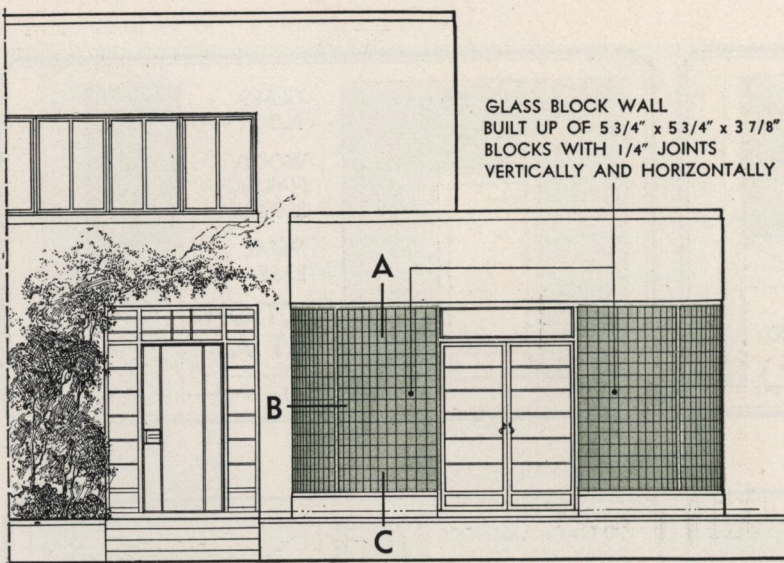 GLASS BLOCK WALL
BUILT UP OF 5 3/4" x 5 3/4" x 3 7/8"
BLOCKS WITH 1/4" JOINTS
VERTICALLY AND HORIZONTALLY
A
B
C